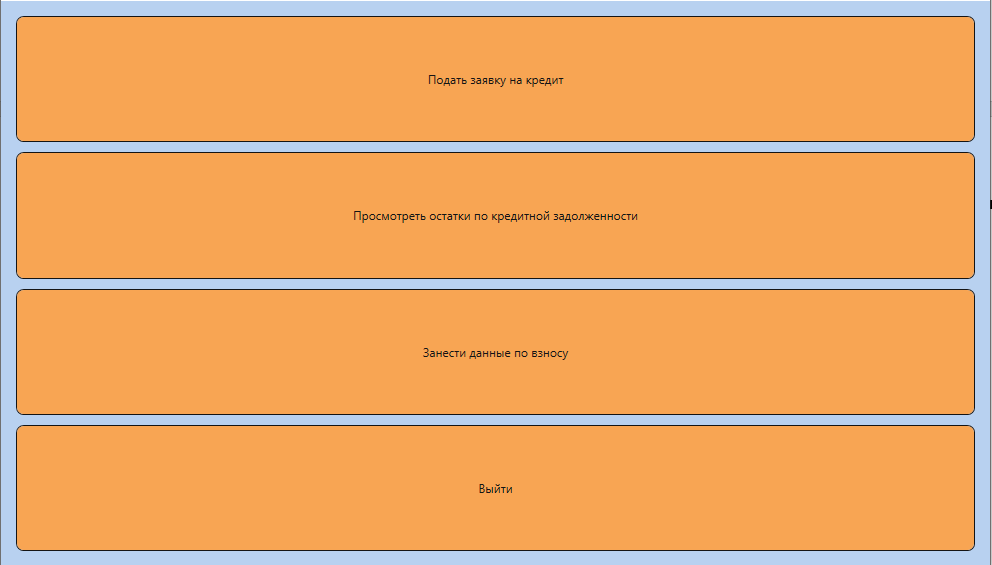 Подать заявку на кредит
Просмотреть остатки по кредитной задолженности
Занести данные по взносу
Выйти